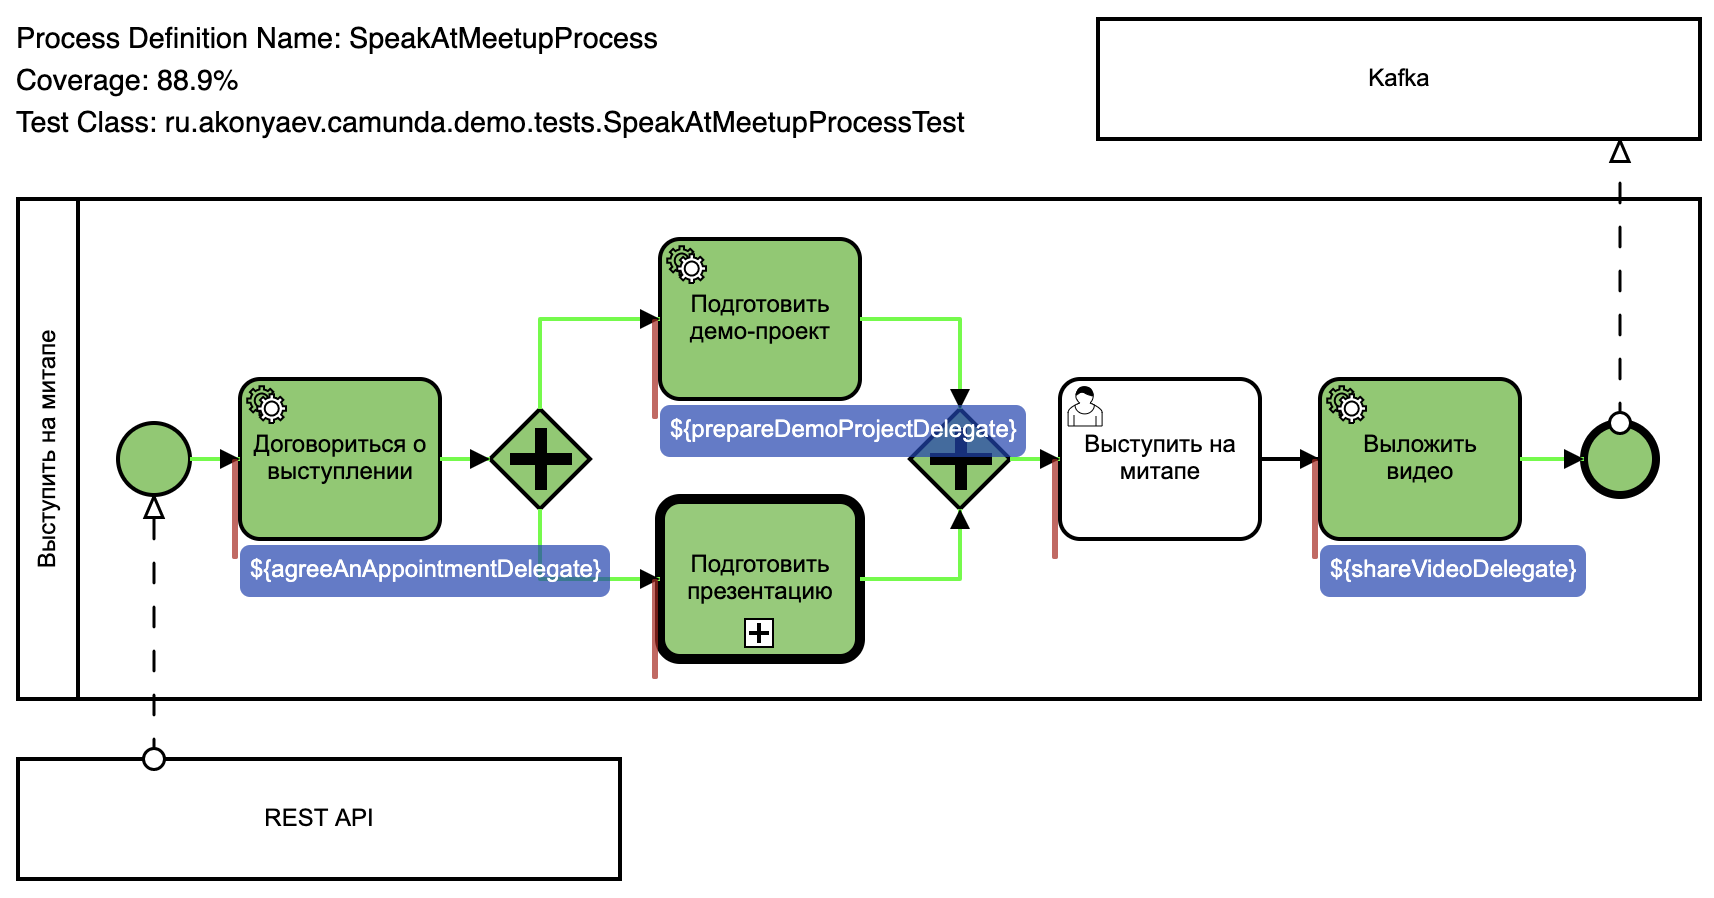 Process Definition Name: SpeakAtMeetupProcess
Coverage: 88.9%
Test Class: ru.akonyaev.camunda.demo.tests.SpeakAtMeetupProcessTest
Kafka
Выступить на митапе
Договориться о
выступлении
${agreeAnAppointmentDelegate}
Подготовить
демо-проект
${prepareDemoProjectDelegate}
Подготовить
презентацию
Выступить на
митапе
Выложить
видео
${shareVideoDelegate}
REST API